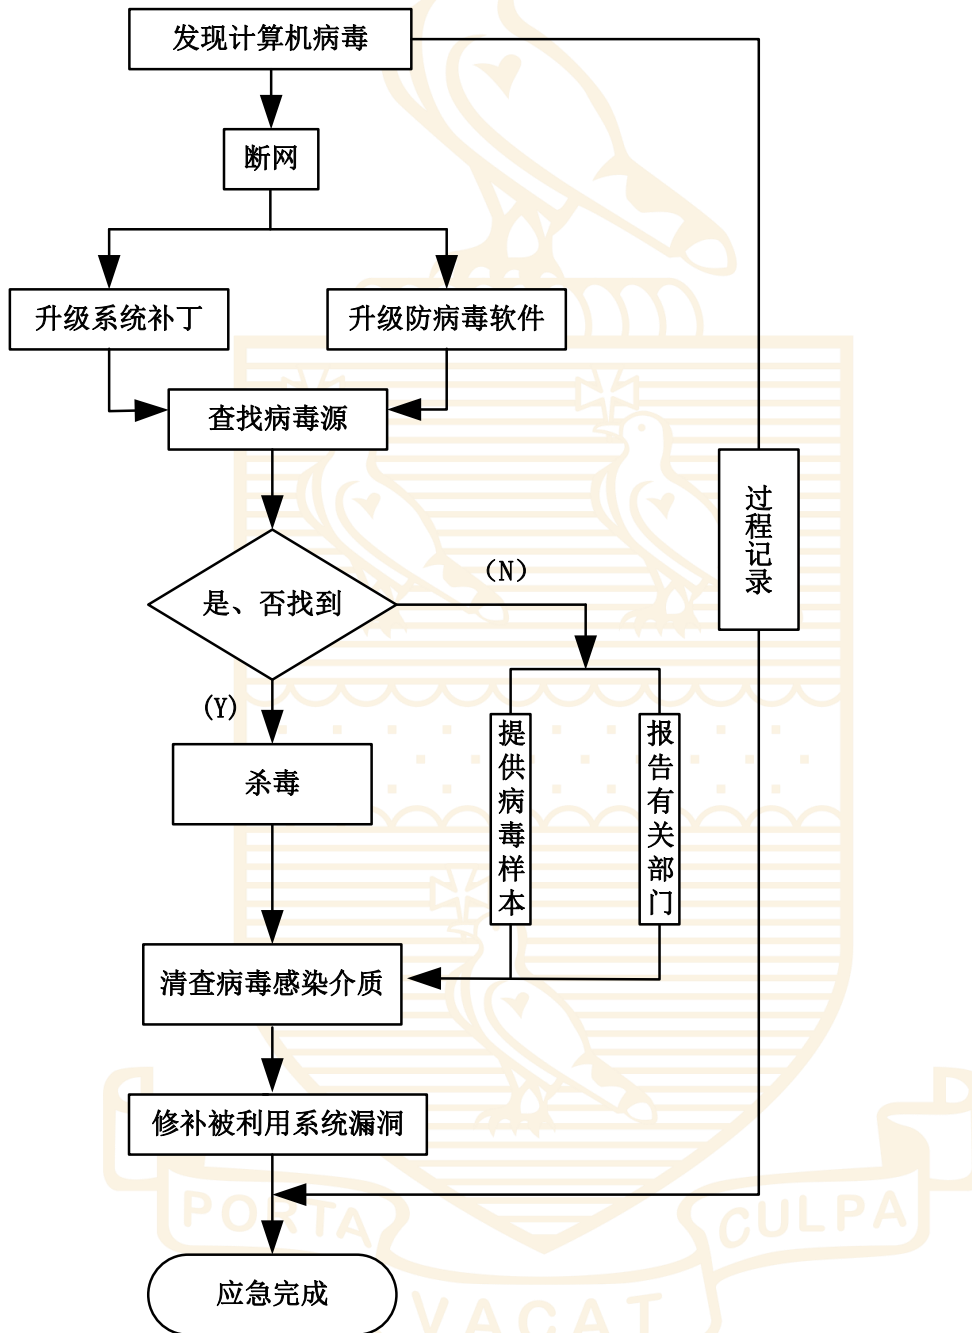 发现计算机病毒
断网
升级系统补丁
升级防病毒软件
查找病毒源
过程记录
(N)
是、否找到
(Y)
提供病毒样本
报告有关部门
杀毒
清查病毒感染介质
修补被利用系统漏洞
PORTA
CULPA
VACAT
应急完成